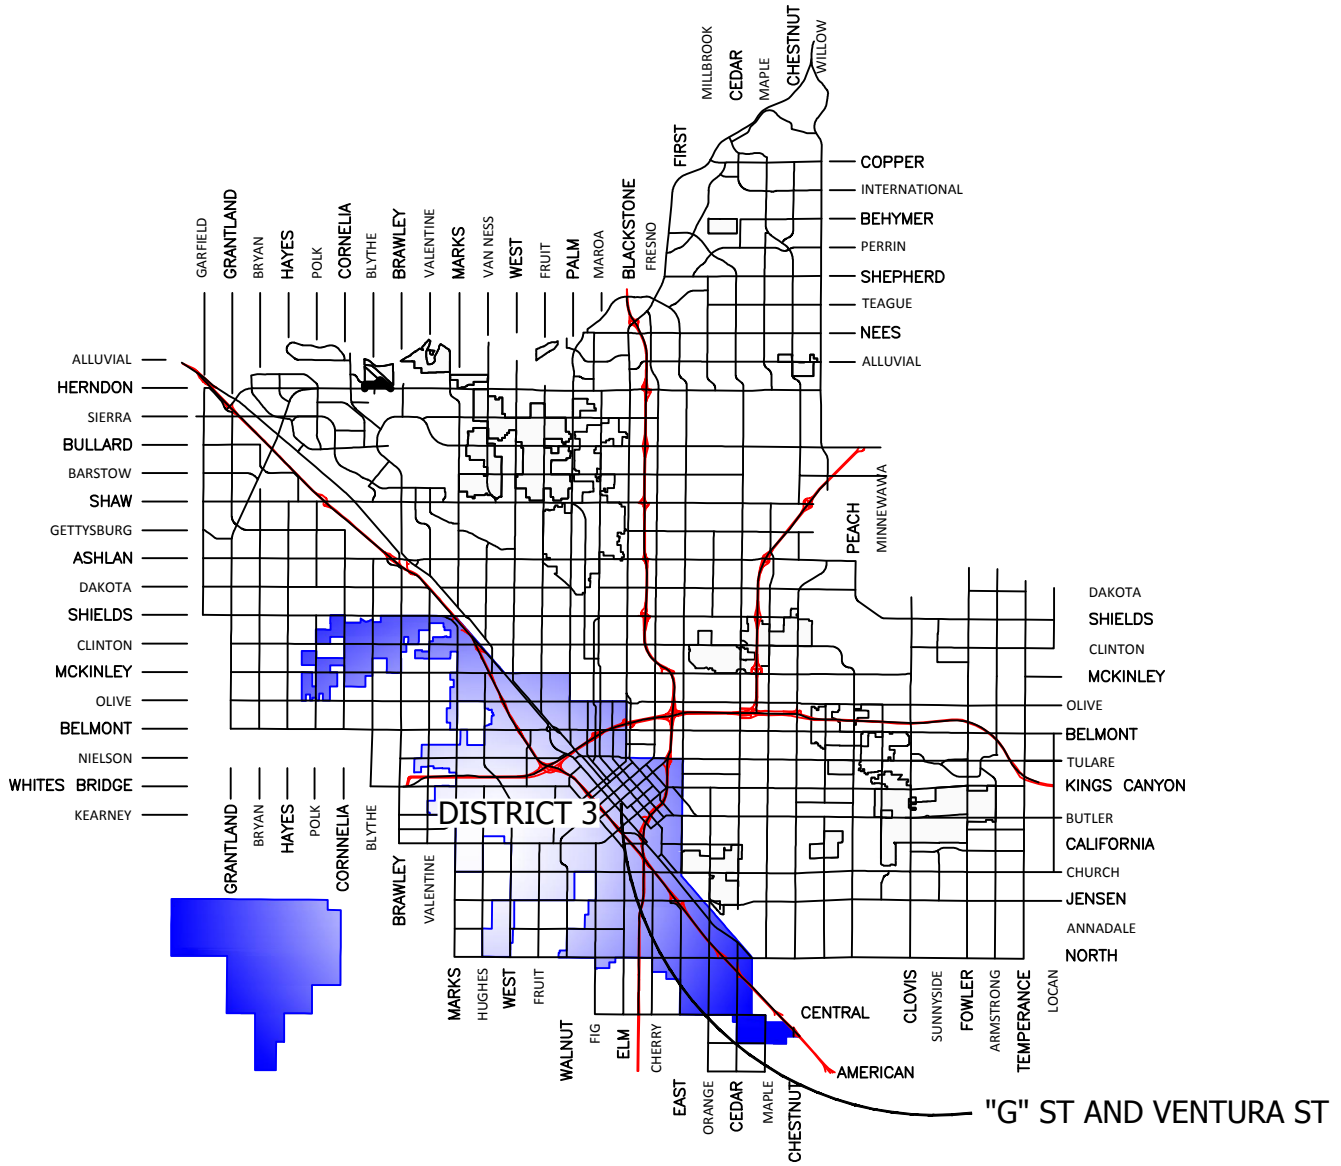 MILLBROOK
CEDAR
MAPLE
CHESTNUT
WILLOW
FIRST
COPPER
INTERNATIONAL
BEHYMER
PERRIN
SHEPHERD
TEAGUE
NEES
ALLUVIAL
GARFIELD
GRANTLAND
BRYAN
HAYES
POLK
CORNELIA
BLYTHE
BRAWLEY
VALENTINE
MARKS
VAN NESS
WEST
FRUIT
PALM
MAROA
BLACKSTONE
FRESNO
ALLUVIAL
HERNDON
SIERRA
BULLARD
BARSTOW
SHAW
GETTYSBURG
ASHLAN
DAKOTA
SHIELDS
CLINTON
MCKINLEY
OLIVE
BELMONT
NIELSON
WHITES BRIDGE
KEARNEY
PEACH
MINNEWAWA
DAKOTA
SHIELDS
CLINTON
MCKINLEY
OLIVE
BELMONT
TULARE
KINGS CANYON
BUTLER
CALIFORNIA
CHURCH
JENSEN
ANNADALE
NORTH
DISTRICT 3
GRANTLAND
BRYAN
HAYES
POLK
CORNNELIA
BLYTHE
BRAWLEY
VALENTINE
MARKS
HUGHES
WEST
FRUIT
WALNUT
FIG
ELM
CHERRY
EAST
ORANGE
CEDAR
MAPLE
CHESTNUT
CENTRAL
AMERICAN
CLOVIS
SUNNYSIDE
FOWLER
ARMSTRONG
TEMPERANCE
LOCAN
"G" ST AND VENTURA ST